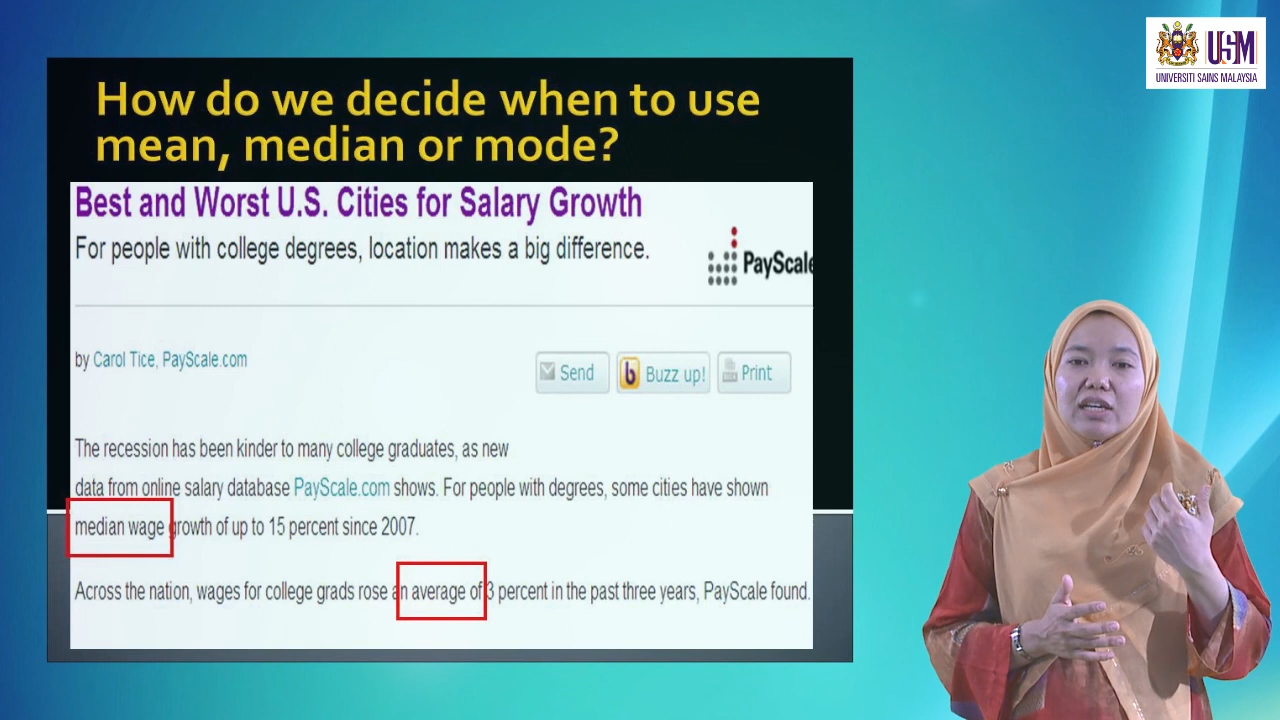 USM
UNIVERSITI SAINS MALAYSIA
How do we decide when to use
mean, median or mode?
Best and Worst U.S. Cities for Salary Growth
For people with college degrees, location makes a big difference.
PayScale
by Carol Tice, PayScale.com
Send
b Buzz up!
Print
The recession has been kinder to many college graduates, as new
data from online salary database PayScale.com shows. For people with degrees, some cities have shown
median wage growth of up to 15 percent since 2007.
Across the nation, wages for college grads rose an average of 3 percent in the past three years, PayScale found.